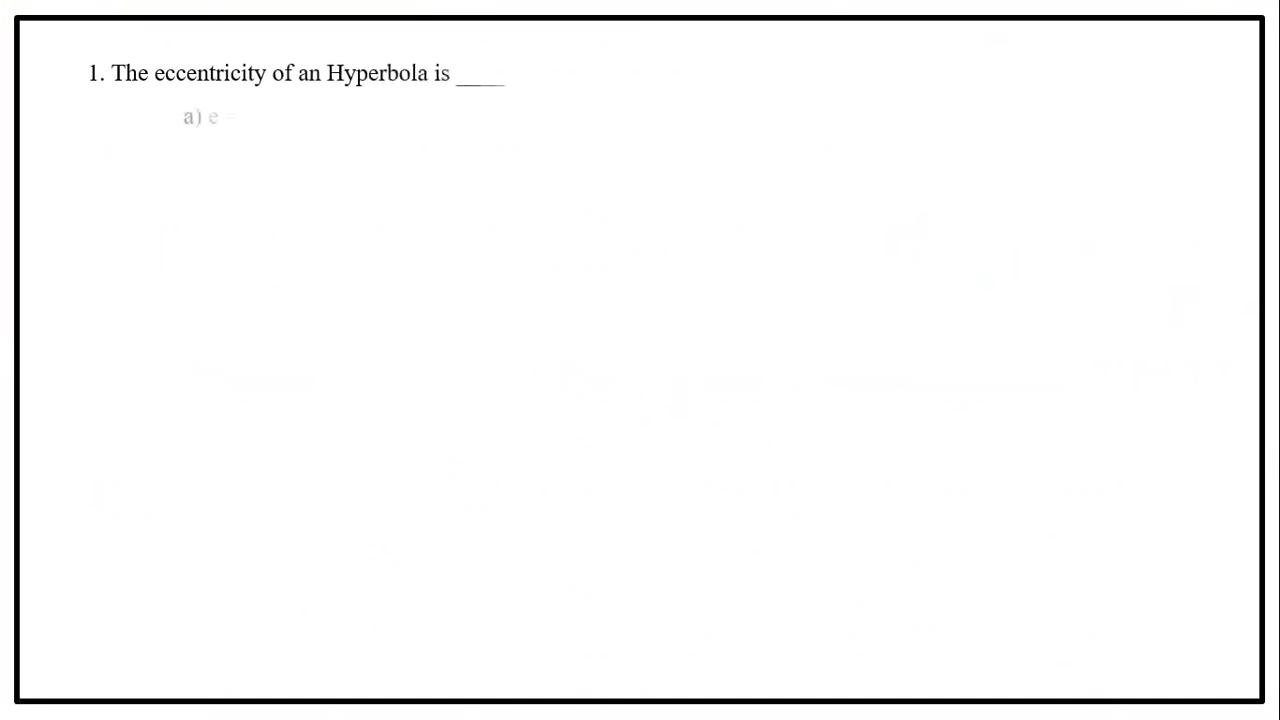 1. The eccentricity of an Hyperbola is ____
a) e =